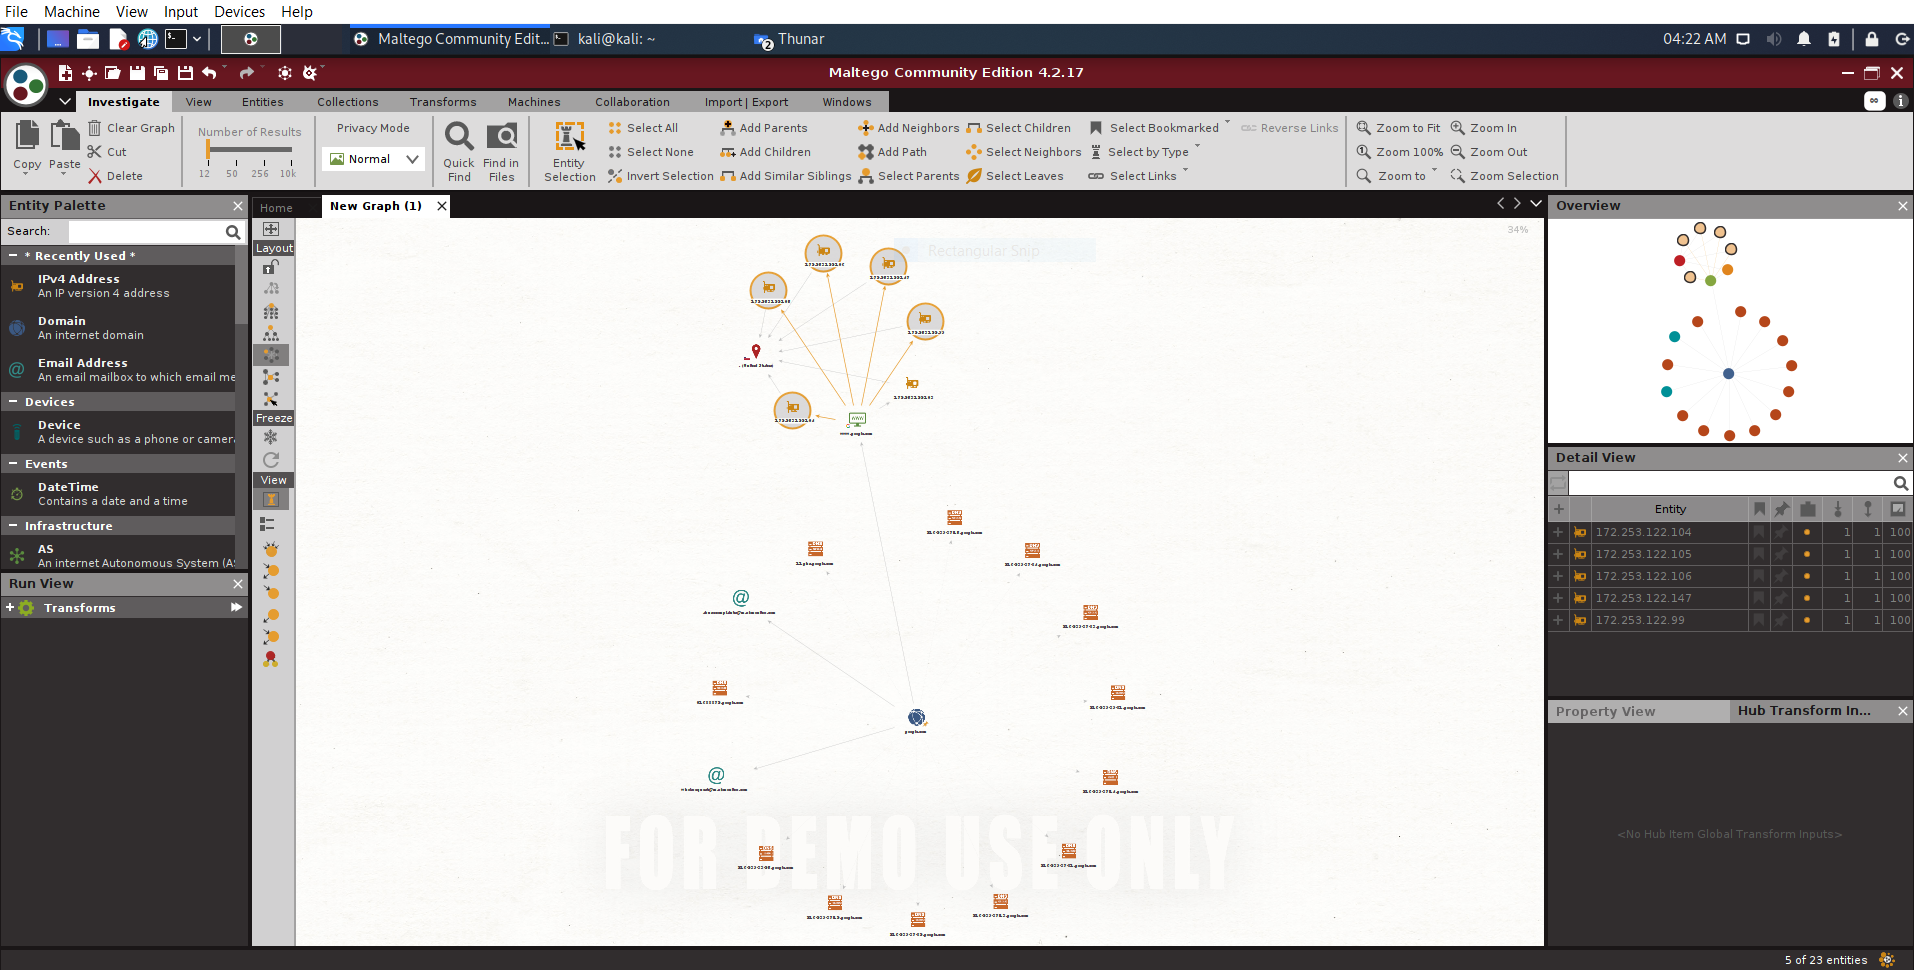 File Machine View Input Devices Help
Maltego Community Edit... kali@kali: ~ 2 Thunar 04:22 AM
Maltego Community Edition 4.2.17
Investigate View Entities Collections Transforms Machines Collaboration Import | Export Windows
Copy Paste
Clear Graph
Cut
Delete
Number of Results
12 50 256 10k
Privacy Mode
Normal
Quick Find
Find in Files
Entity Selection
Select All
Select None
Invert Selection
Add Parents
Add Children
Add Similar Siblings
Add Neighbors
Add Path
Select Parents
Select Children
Select Neighbors
Select Leaves
Select Bookmarked
Select by Type
Select Links
Reverse Links
Zoom to Fit
Zoom 100%
Zoom to
Zoom In
Zoom Out
Zoom Selection
Entity Palette
Search:
* Recently Used *
IPv4 Address
An IP version 4 address
Domain
An internet domain
Email Address
An email mailbox to which email me
Devices
Device
A device such as a phone or camera
Events
DateTime
Contains a date and a time
Infrastructure
AS
An internet Autonomous System (AS
Run View
Transforms
Home New Graph (1)
Layout
Freeze
View
34%
Rectangular Snip
www.google.com
google.com
FOR DEMO USE ONLY
Overview
Detail View
Entity
172.253.122.104 1 1 100
172.253.122.105 1 1 100
172.253.122.106 1 1 100
172.253.122.147 1 1 100
172.253.122.99 1 1 100
Property View Hub Transform In...
<No Hub Item Global Transform Inputs>
5 of 23 entities